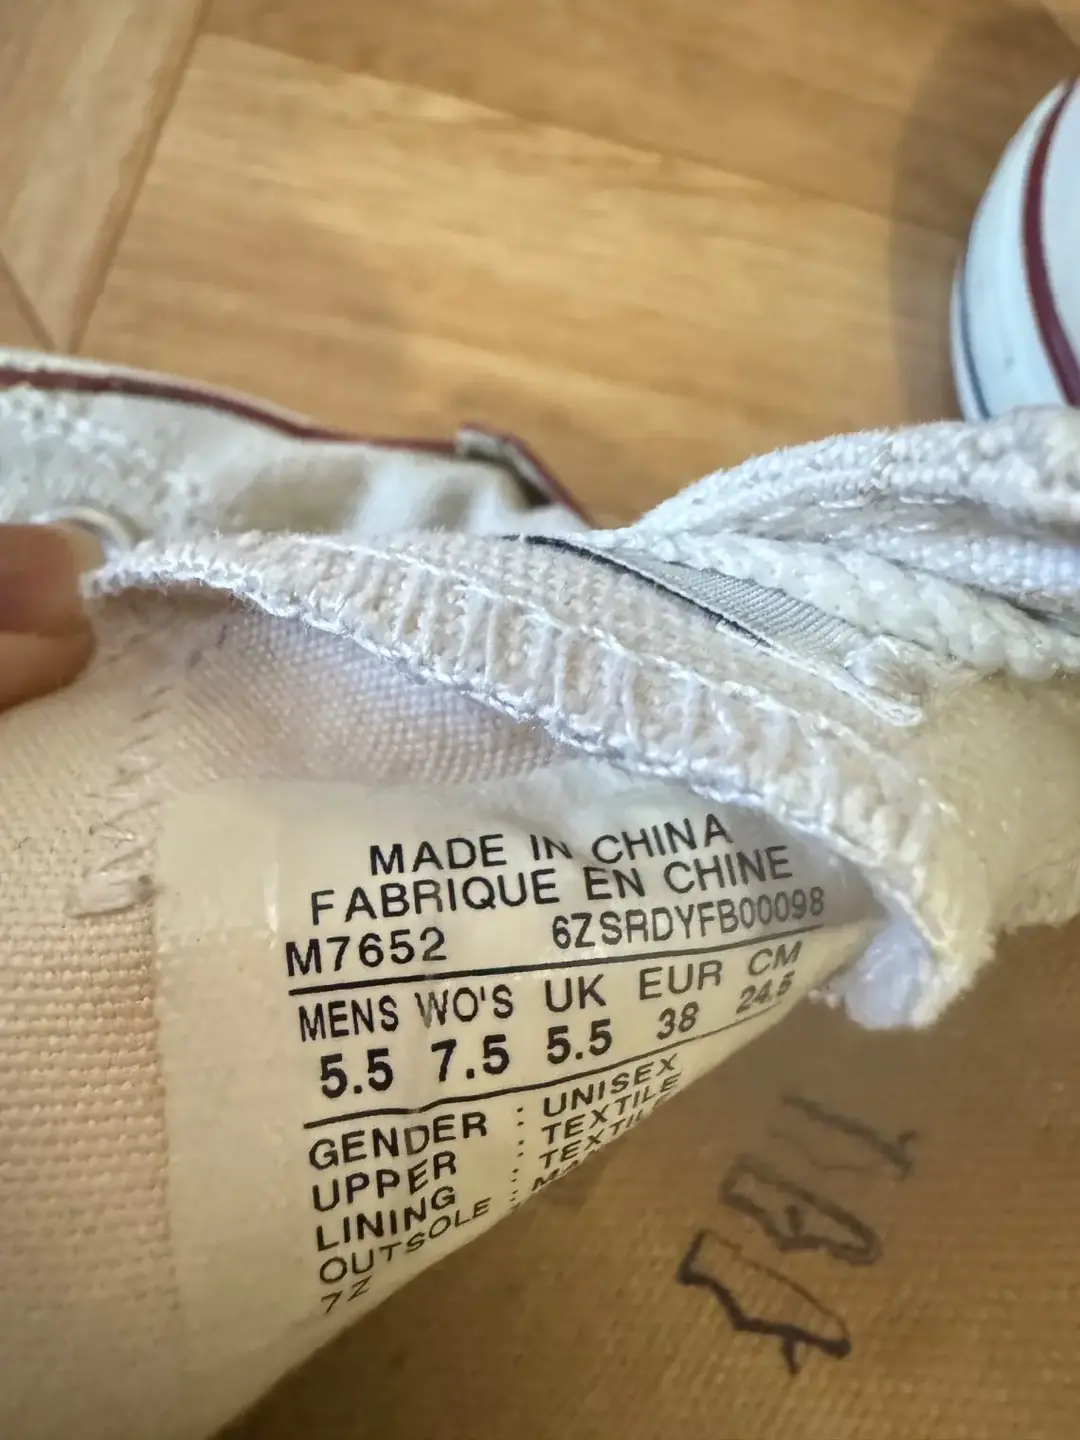 MADE IN CHINA
FABRIQUE EN CHINE
M7652 6ZSRDYFB00098
MENS WO'S UK EUR CM
5.5 7.5 5.5 38 24.5
GENDER : UNISEX
UPPER : TEXTILE
LINING : TEXTILE
OUTSOLE :
7Z